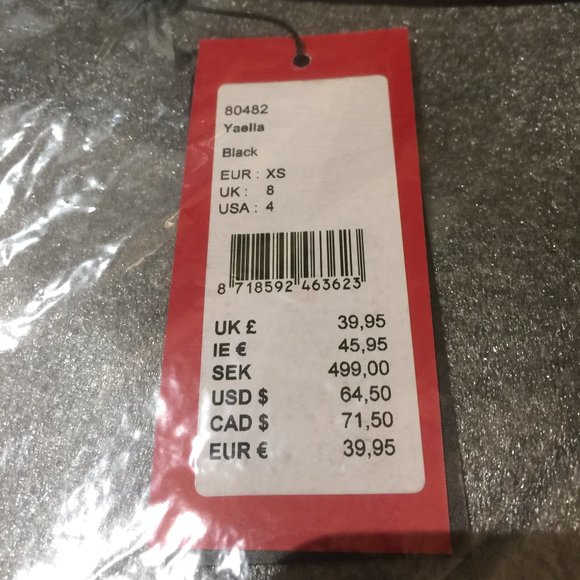 80482
Yaella
Black
EUR : XS
UK : 8
USA : 4
8 718592 463623
UK £ 39,95
IE € 45,95
SEK 499,00
USD $ 64,50
CAD $ 71,50
EUR € 39,95